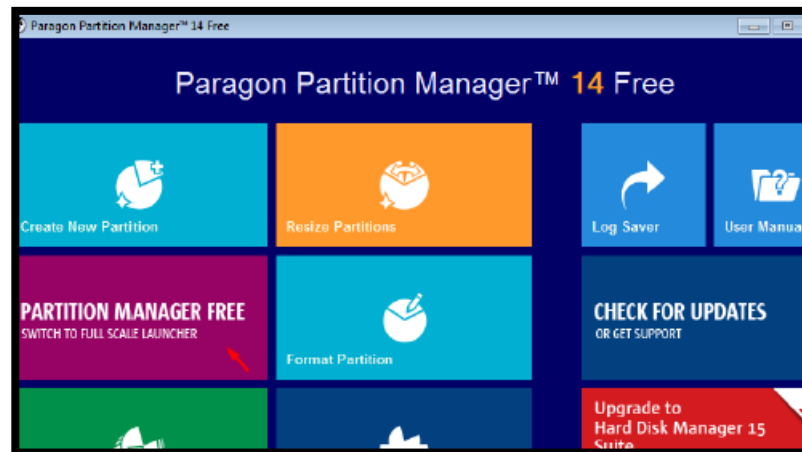 Paragon Partition Manager™ 14 Free
Paragon Partition Manager™ 14 Free
Create New Partition
Resize Partitions
Log Saver
User Manua
PARTITION MANAGER FREE
SWITCH TO FULL SCALE LAUNCHER
Format Partition
CHECK FOR UPDATES
OR GET SUPPORT
Upgrade to
Hard Disk Manager 15
Suite